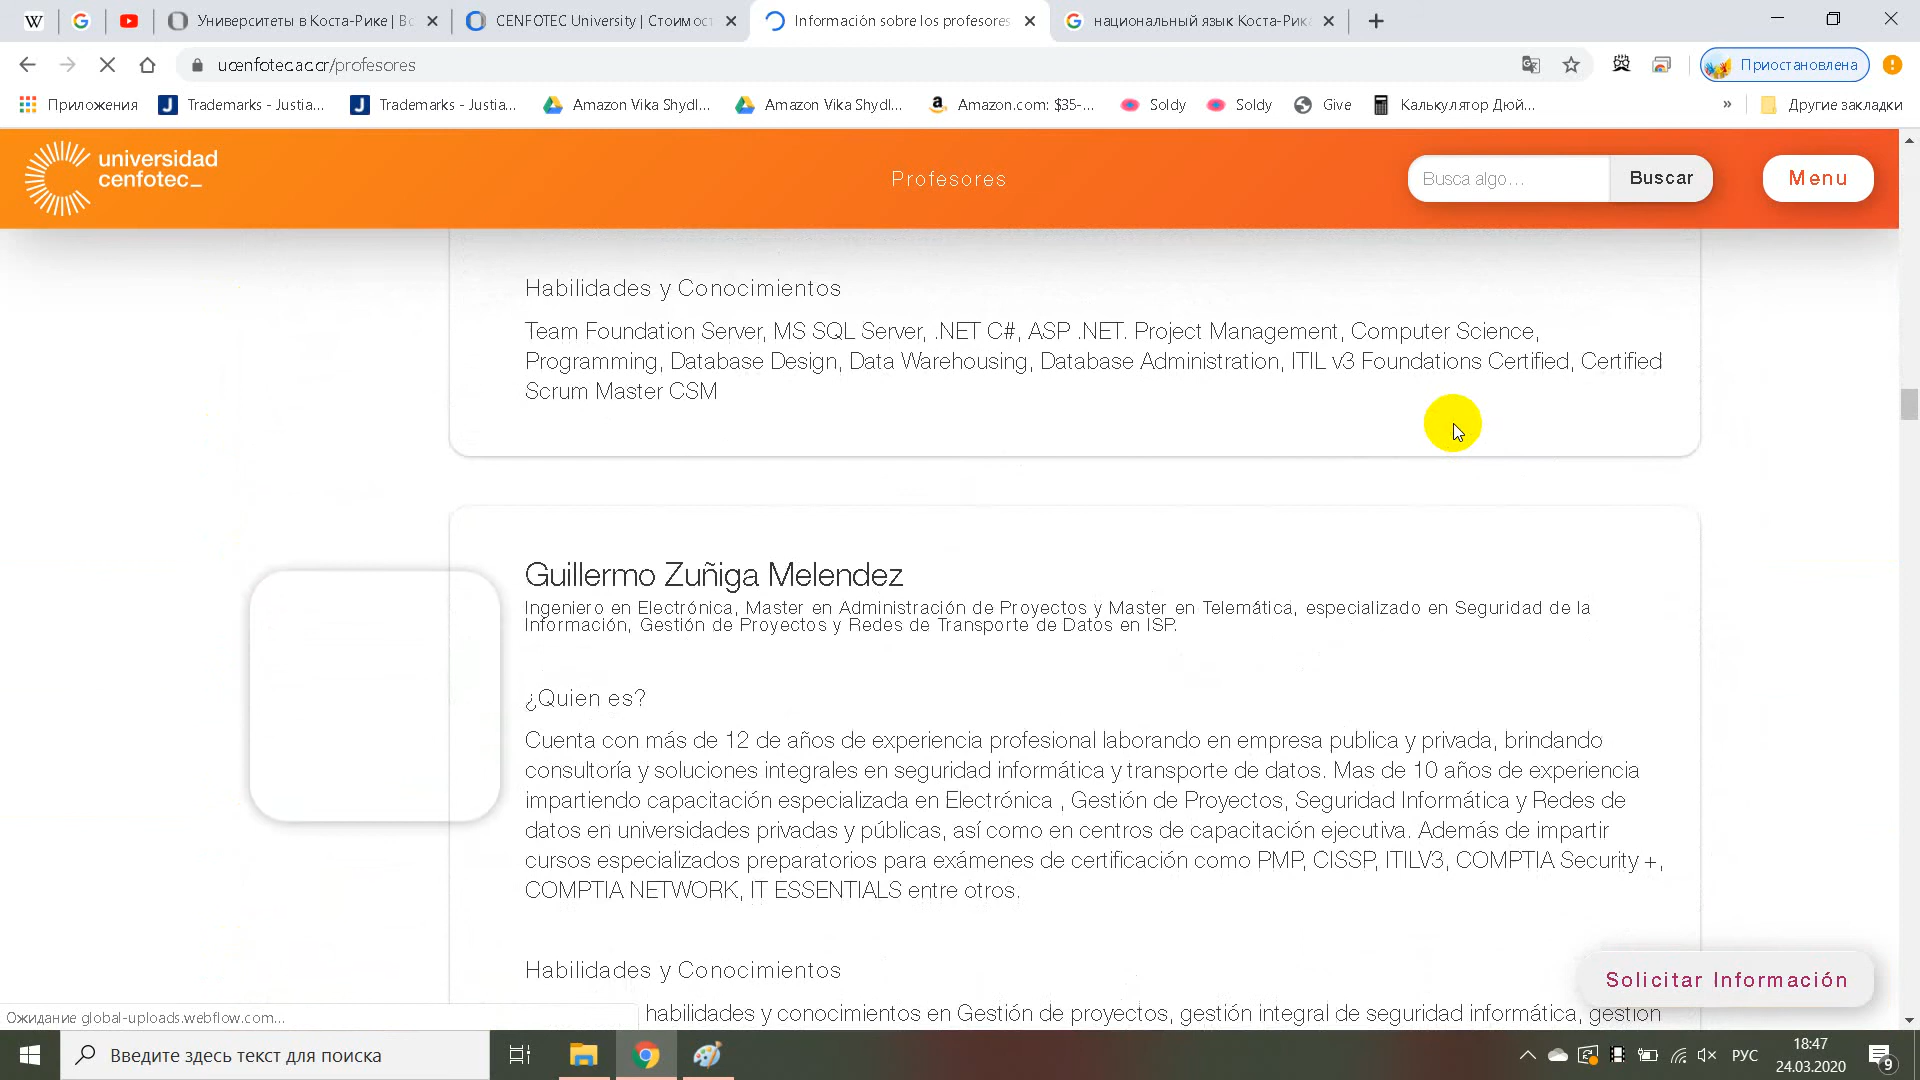 Университеты в Коста-Рике | Вс
CENFOTEC University | Стоимост
Información sobre los profesores
национальный язык Коста-Рика
ucenfotec.ac.cr/profesores
Приостановлена
Приложения
Trademarks - Justia...
Trademarks - Justia...
Amazon Vika Shydl...
Amazon Vika Shydl...
Amazon.com: $35-...
Soldy
Soldy
Give
Калькулятор Дюй...
»
Другие закладки
universidad
cenfotec_
Profesores
Busca algo...
Buscar
Menu
Habilidades y Conocimientos
Team Foundation Server, MS SQL Server, .NET C#, ASP .NET. Project Management, Computer Science,
Programming, Database Design, Data Warehousing, Database Administration, ITIL v3 Foundations Certified, Certified
Scrum Master CSM
Guillermo Zuñiga Melendez
Ingeniero en Electrónica, Master en Administración de Proyectos y Master en Telemática, especializado en Seguridad de la
Información, Gestión de Proyectos y Redes de Transporte de Datos en ISP.
¿Quien es?
Cuenta con más de 12 de años de experiencia profesional laborando en empresa publica y privada, brindando
consultoría y soluciones integrales en seguridad informática y transporte de datos. Mas de 10 años de experiencia
impartiendo capacitación especializada en Electrónica , Gestión de Proyectos, Seguridad Informática y Redes de
datos en universidades privadas y públicas, así como en centros de capacitación ejecutiva. Además de impartir
cursos especializados preparatorios para exámenes de certificación como PMP, CISSP, ITILV3, COMPTIA Security +,
COMPTIA NETWORK, IT ESSENTIALS entre otros.
Habilidades y Conocimientos
habilidades y conocimientos en Gestión de proyectos, gestión integral de seguridad informática, gestión
Solicitar Información
Ожидание global-uploads.webflow.com...
Введите здесь текст для поиска
РУС
18:47
24.03.2020
9